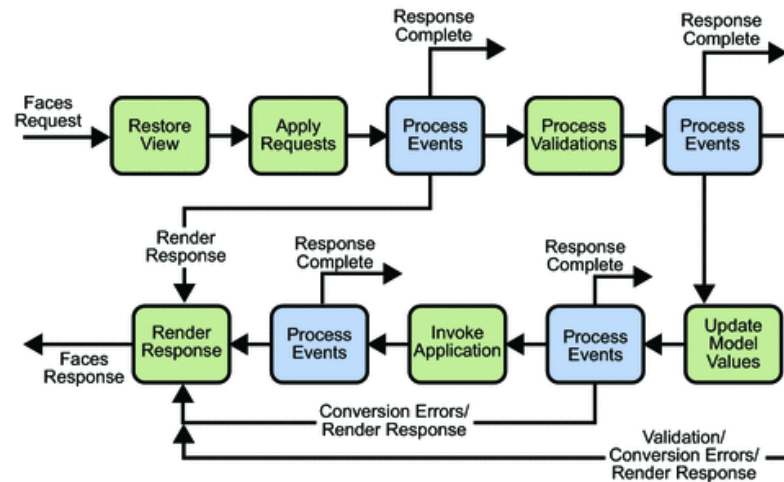 Response
Complete
Response
Complete
Faces
Request
Restore
View
Apply
Requests
Process
Events
Process
Validations
Process
Events
Render
Response
Response
Complete
Response
Complete
Render
Response
Process
Events
Invoke
Application
Process
Events
Update
Model
Values
Faces
Response
Conversion Errors/
Render Response
Validation/
Conversion Errors/
Render Response